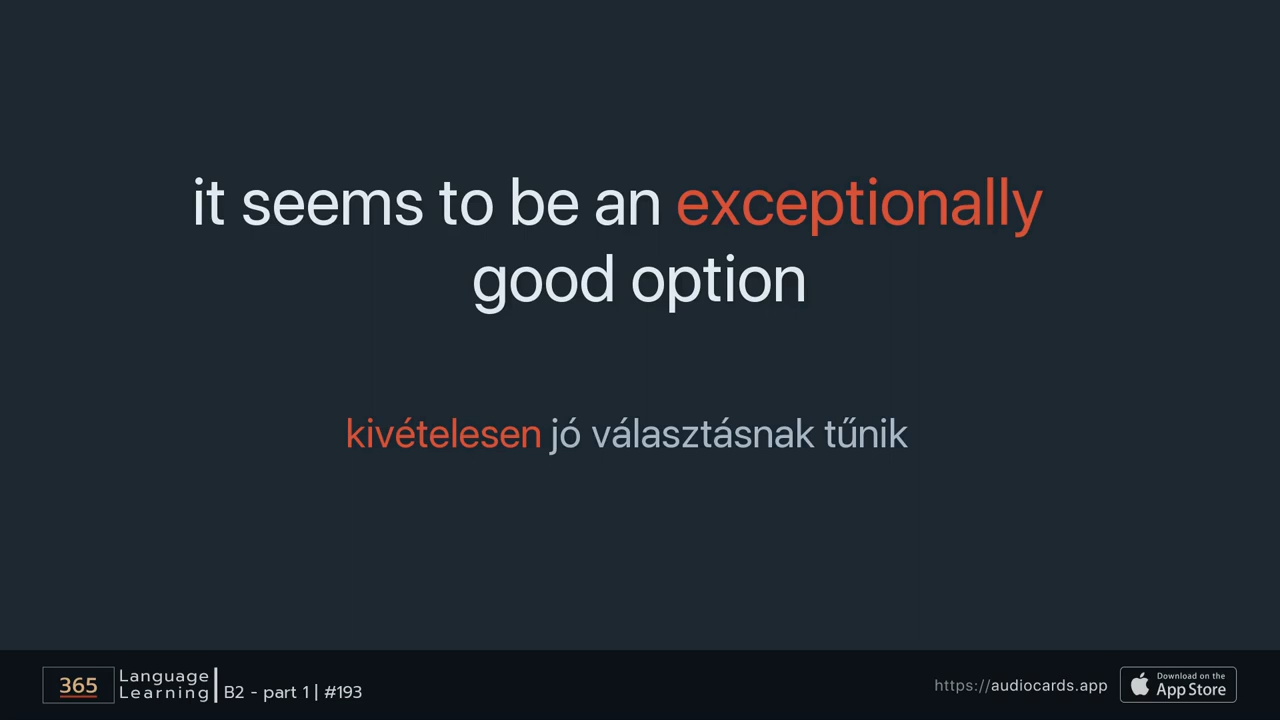 it seems to be an exceptionally
good option
kivételesen jó választásnak tűnik
365
Language
Learning
B2 - part 1 | #193
https://audiocards.app
Download on the
App Store